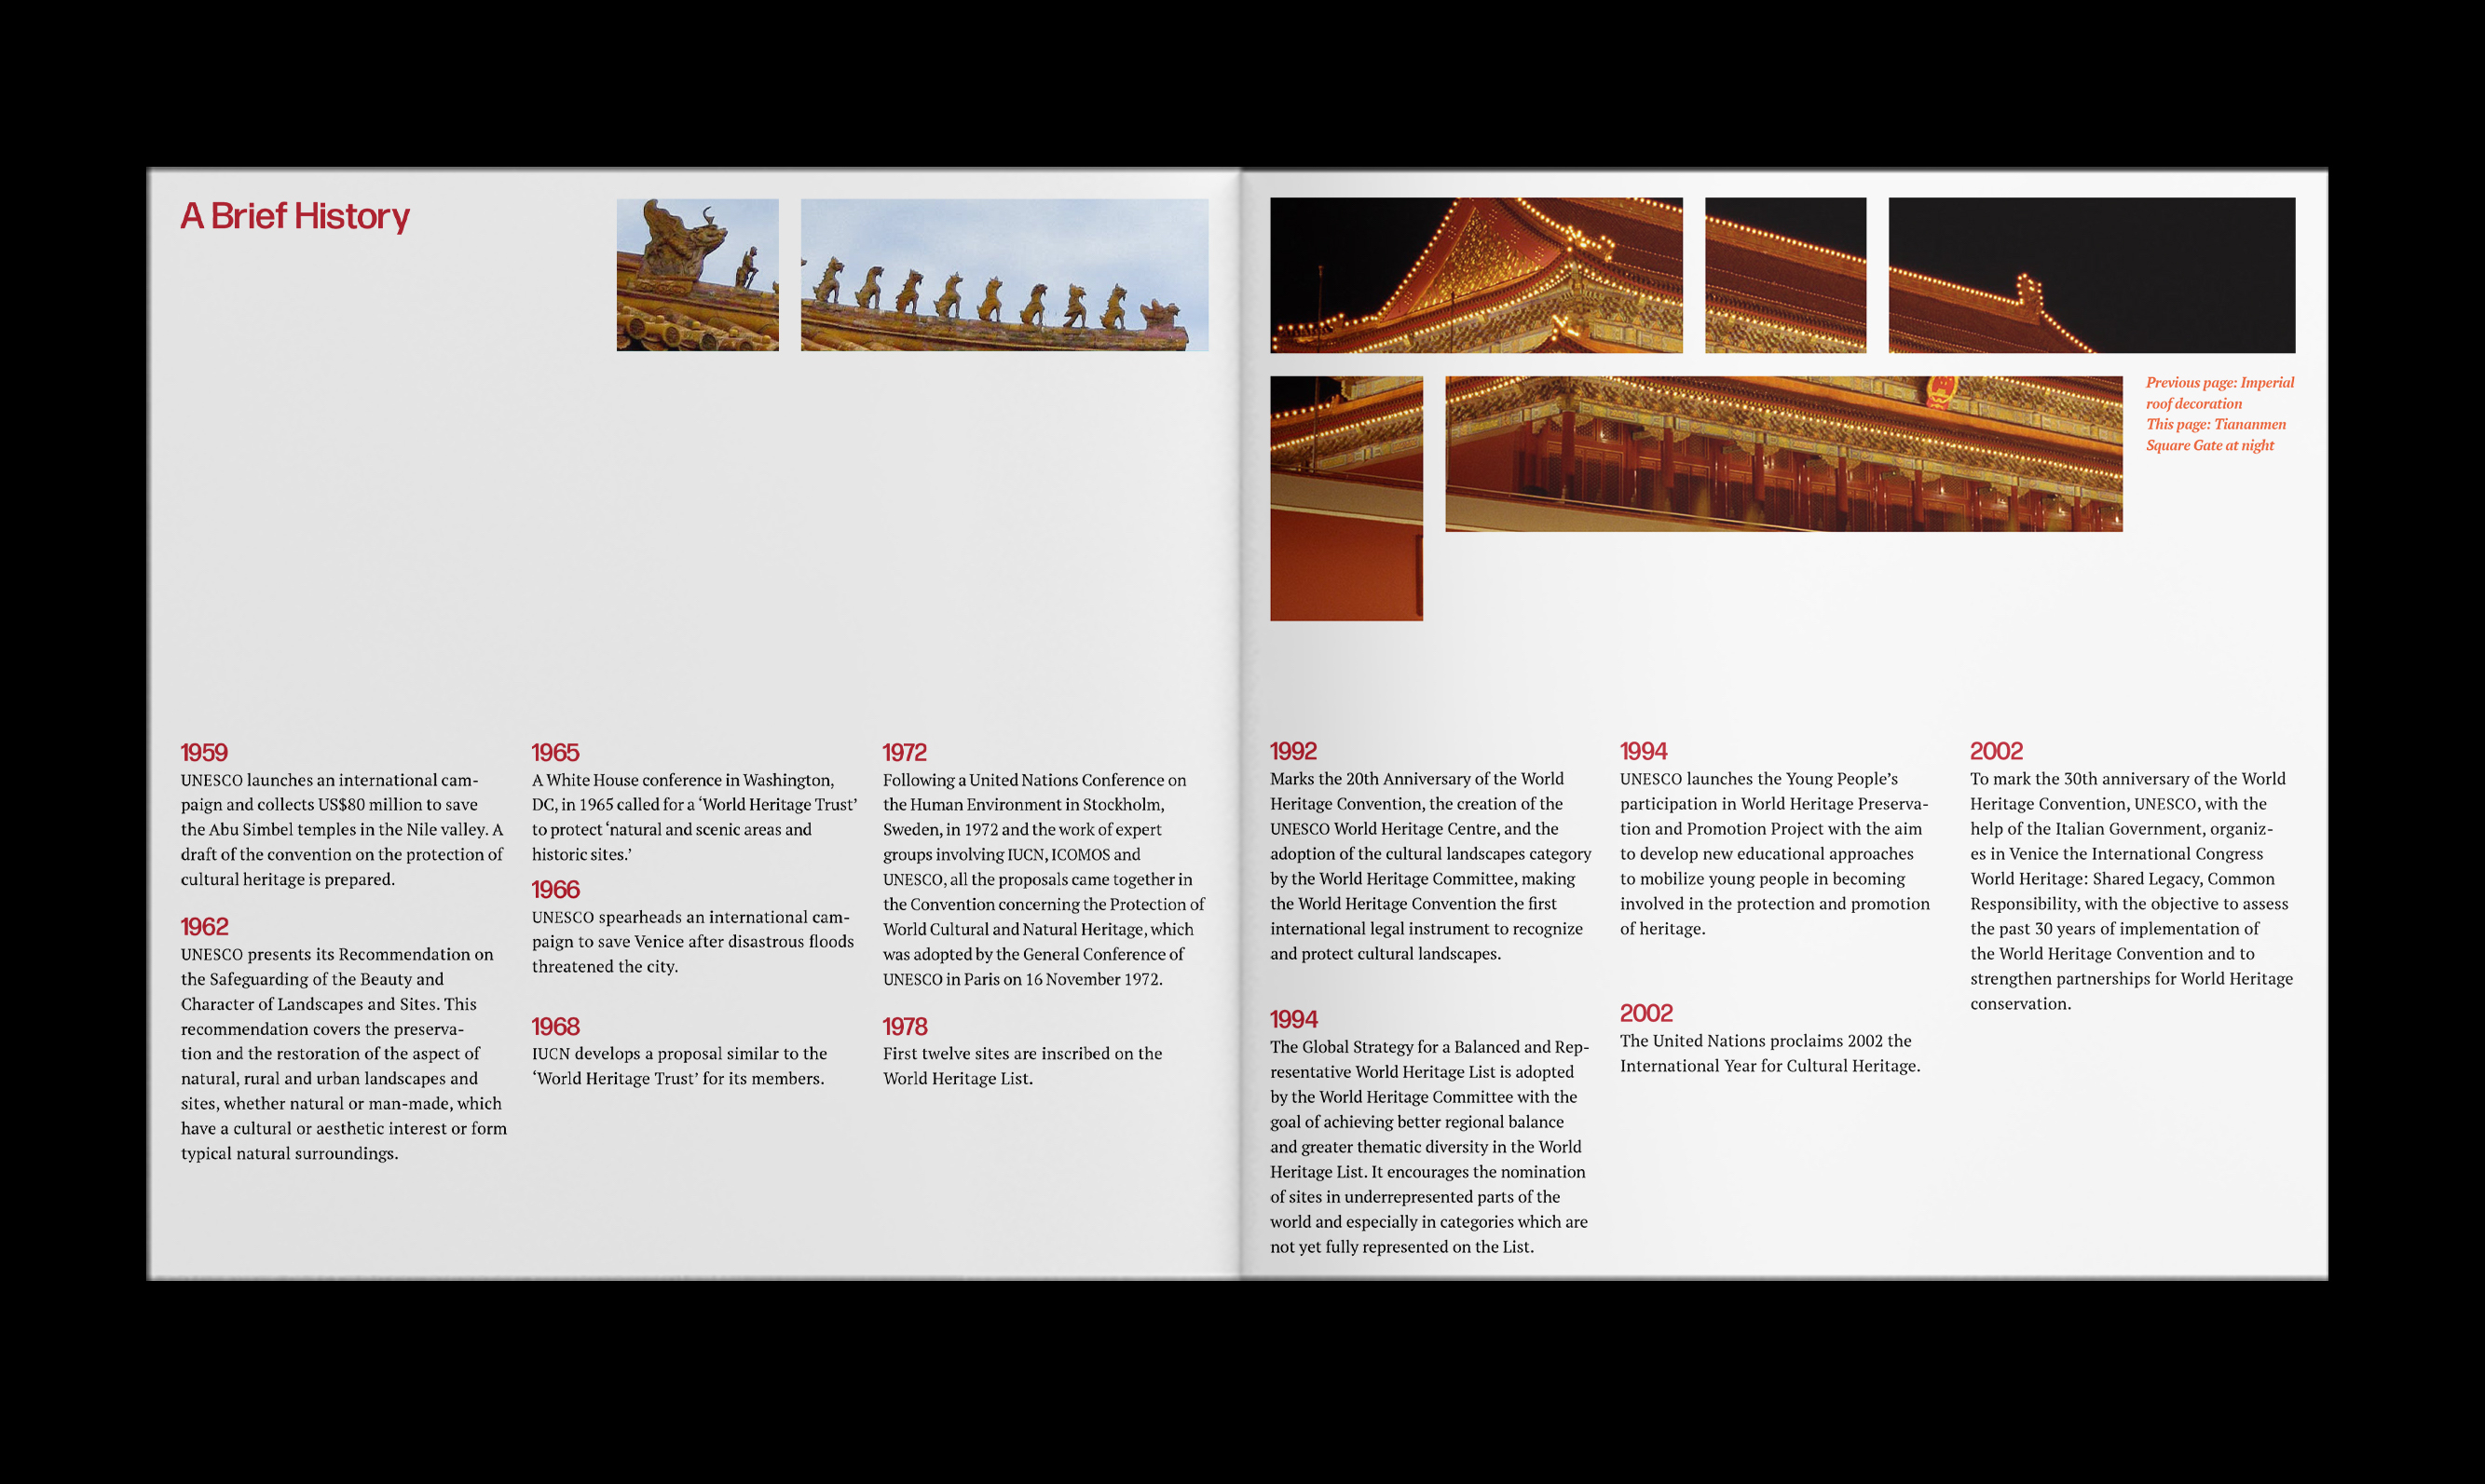 A Brief History
1959
UNESCO launches an international cam-
paign and collects US$80 million to save
the Abu Simbel temples in the Nile valley. A
draft of the convention on the protection of
cultural heritage is prepared.
1962
UNESCO presents its Recommendation on
the Safeguarding of the Beauty and
Character of Landscapes and Sites. This
recommendation covers the preserva-
tion and the restoration of the aspect of
natural, rural and urban landscapes and
sites, whether natural or man-made, which
have a cultural or aesthetic interest or form
typical natural surroundings.
1965
A White House conference in Washington,
DC, in 1965 called for a ‘World Heritage Trust’
to protect ‘natural and scenic areas and
historic sites.’
1966
UNESCO spearheads an international cam-
paign to save Venice after disastrous floods
threatened the city.
1968
IUCN develops a proposal similar to the
‘World Heritage Trust’ for its members.
1972
Following a United Nations Conference on
the Human Environment in Stockholm,
Sweden, in 1972 and the work of expert
groups involving IUCN, ICOMOS and
UNESCO, all the proposals came together in
the Convention concerning the Protection of
World Cultural and Natural Heritage, which
was adopted by the General Conference of
UNESCO in Paris on 16 November 1972.
1978
First twelve sites are inscribed on the
World Heritage List.
Previous page: Imperial
roof decoration
This page: Tiananmen
Square Gate at night
1992
Marks the 20th Anniversary of the World
Heritage Convention, the creation of the
UNESCO World Heritage Centre, and the
adoption of the cultural landscapes category
by the World Heritage Committee, making
the World Heritage Convention the first
international legal instrument to recognize
and protect cultural landscapes.
1994
The Global Strategy for a Balanced and Rep-
resentative World Heritage List is adopted
by the World Heritage Committee with the
goal of achieving better regional balance
and greater thematic diversity in the World
Heritage List. It encourages the nomination
of sites in underrepresented parts of the
world and especially in categories which are
not yet fully represented on the List.
1994
UNESCO launches the Young People’s
participation in World Heritage Preserva-
tion and Promotion Project with the aim
to develop new educational approaches
to mobilize young people in becoming
involved in the protection and promotion
of heritage.
2002
The United Nations proclaims 2002 the
International Year for Cultural Heritage.
2002
To mark the 30th anniversary of the World
Heritage Convention, UNESCO, with the
help of the Italian Government, organiz-
es in Venice the International Congress
World Heritage: Shared Legacy, Common
Responsibility, with the objective to assess
the past 30 years of implementation of
the World Heritage Convention and to
strengthen partnerships for World Heritage
conservation.